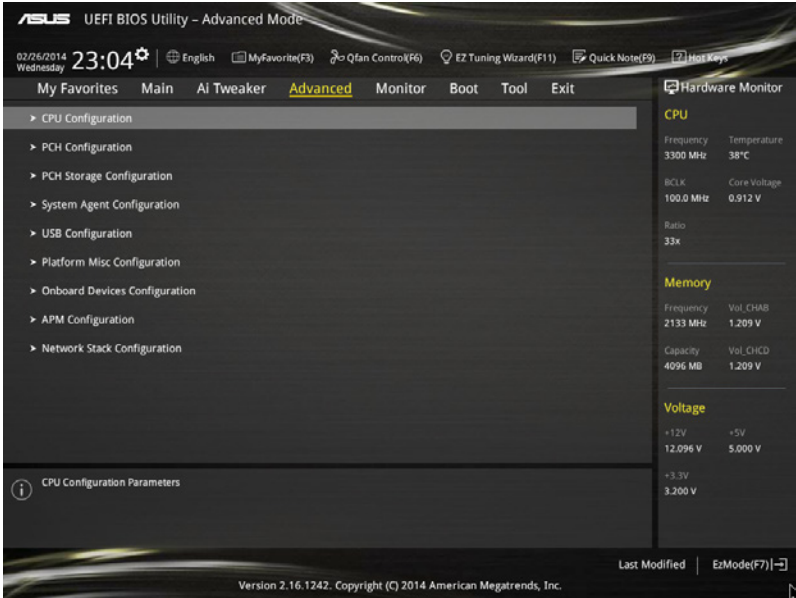 ASUS UEFI BIOS Utility – Advanced Mode
02/26/2014 Wednesday 23:04 English MyFavorite(F3) Qfan Control(F6) EZ Tuning Wizard(F11) Quick Note(F9) ? Hot Keys
My Favorites Main Ai Tweaker Advanced Monitor Boot Tool Exit
> CPU Configuration
> PCH Configuration
> PCH Storage Configuration
> System Agent Configuration
> USB Configuration
> Platform Misc Configuration
> Onboard Devices Configuration
> APM Configuration
> Network Stack Configuration
i CPU Configuration Parameters
Hardware Monitor
CPU
Frequency Temperature
3300 MHz 38°C
BCLK Core Voltage
100.0 MHz 0.912 V
Ratio
33x
Memory
Frequency Vol_CHAB
2133 MHz 1.209 V
Capacity Vol_CHCD
4096 MB 1.209 V
Voltage
+12V +5V
12.096 V 5.000 V
+3.3V
3.200 V
Last Modified EzMode(F7)
Version 2.16.1242. Copyright (C) 2014 American Megatrends, Inc.